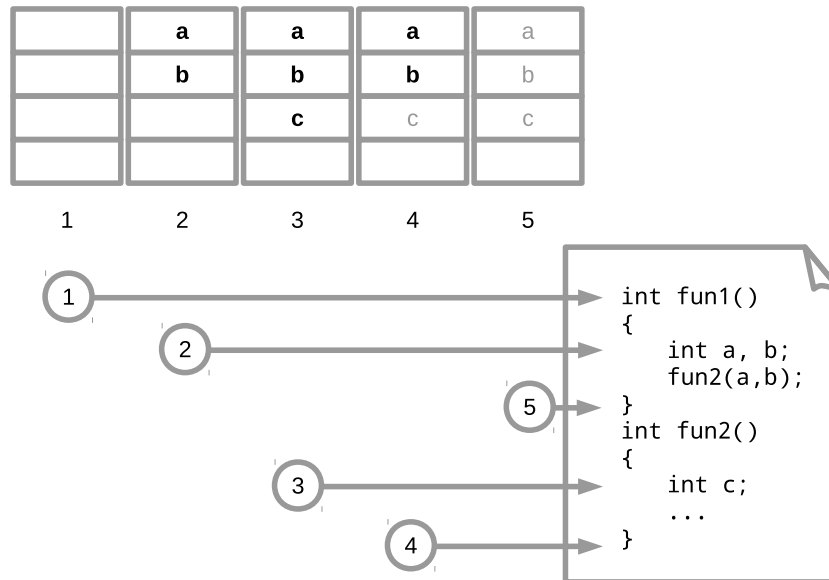 a a a a
b b b b
c c c
1 2 3 4 5
1
int fun1()
{
2
int a, b;
fun2(a,b);
5
}
int fun2()
{
3
int c;
...
4
}